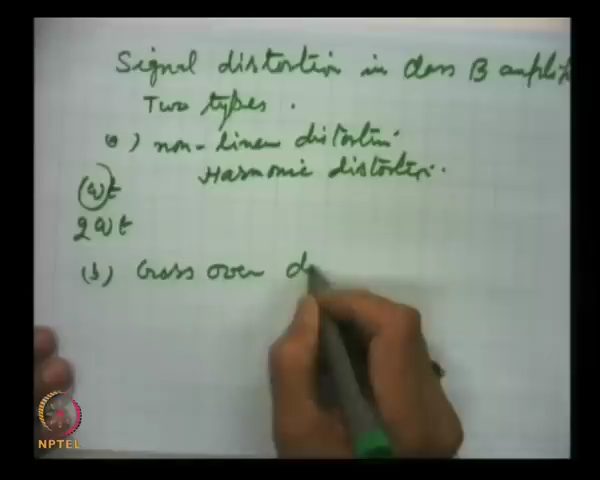 Signal distortion in class B amplif
Two types .
a) non-linear distortion
Harmonic distortion.
ωt
2ωt
(b) Cross over d
NPTEL